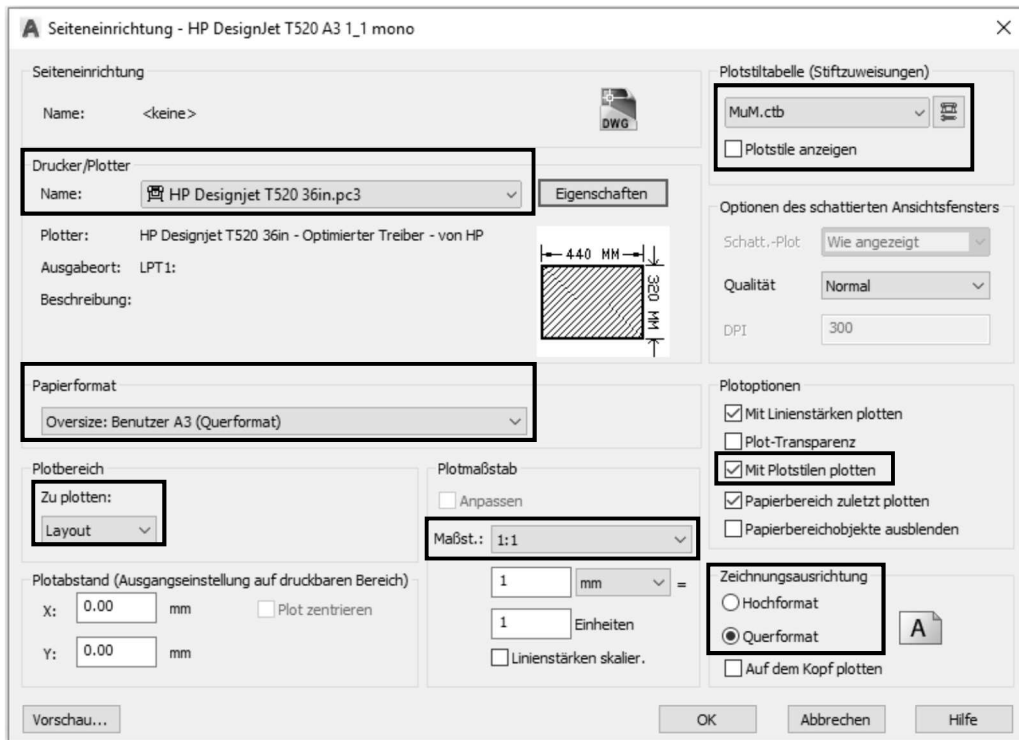 Seiteneinrichtung - HP DesignJet T520 A3 1_1 mono
Seiteneinrichtung
Name: <keine>
DWG
Drucker/Plotter
Name: HP Designjet T520 36in.pc3
Eigenschaften
Plotter: HP Designjet T520 36in - Optimierter Treiber - von HP
Ausgabeort: LPT1:
Beschreibung:
440 MM
320 MM
Papierformat
Oversize: Benutzer A3 (Querformat)
Plotbereich
Zu plotten:
Layout
Plotabstand (Ausgangseinstellung auf druckbaren Bereich)
X: 0.00 mm
Plot zentrieren
Y: 0.00 mm
Plotmaßstab
Anpassen
Maßst.: 1:1
1 mm =
1 Einheiten
Linienstärken skalier.
Plotstiltabelle (Stiftzuweisungen)
MuM.ctb
Plotstile anzeigen
Optionen des schattierten Ansichtsfensters
Schatt.-Plot Wie angezeigt
Qualität Normal
DPI 300
Plotoptionen
Mit Linienstärken plotten
Plot-Transparenz
Mit Plotstilen plotten
Papierbereich zuletzt plotten
Papierbereichobjekte ausblenden
Zeichnungsausrichtung
Hochformat
Querformat
A
Auf dem Kopf plotten
Vorschau...
OK
Abbrechen
Hilfe